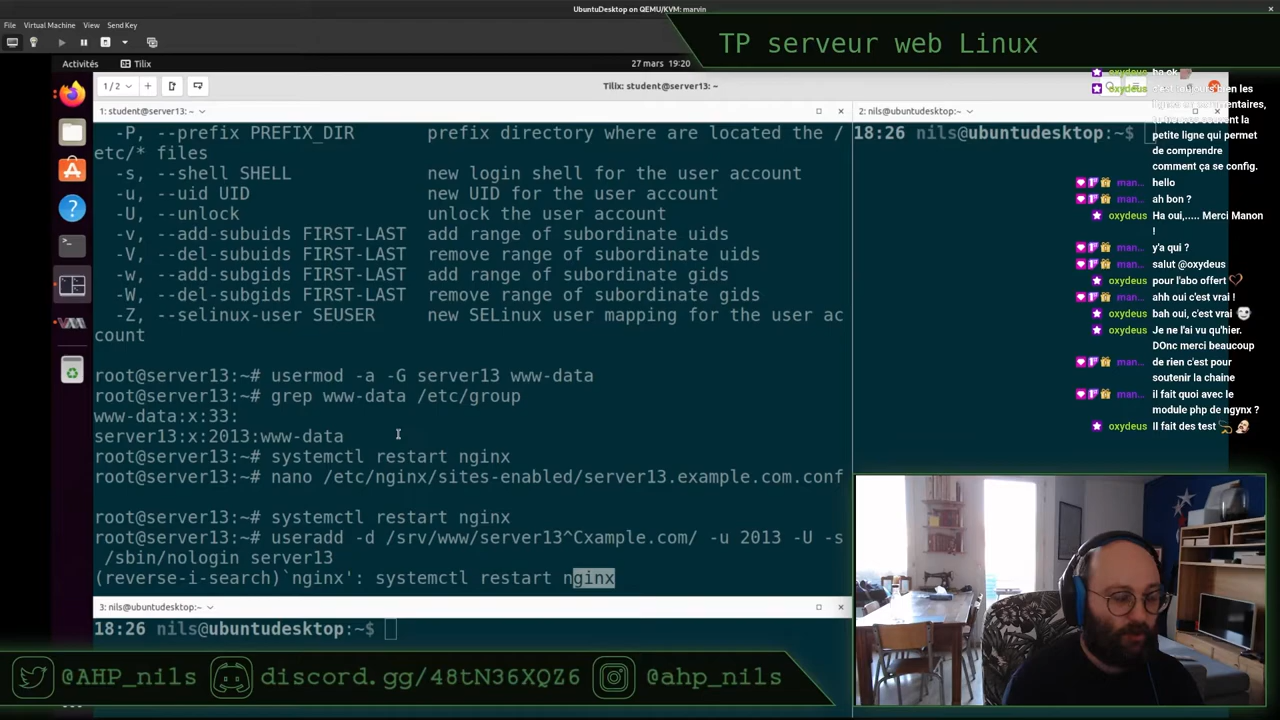 UbuntuDesktop on QEMU/KVM: marvin
File Virtual Machine View Send Key
TP serveur web Linux
Activités
Tilix
27 mars 19:20
1 / 2
Tilix: student@server13: ~
1: student@server13: ~
2: nils@ubuntudesktop:~
-P, --prefix PREFIX_DIR prefix directory where are located the /
etc/* files
-s, --shell SHELL new login shell for the user account
-u, --uid UID new UID for the user account
-U, --unlock unlock the user account
-v, --add-subuids FIRST-LAST add range of subordinate uids
-V, --del-subuids FIRST-LAST remove range of subordinate uids
-w, --add-subgids FIRST-LAST add range of subordinate gids
-W, --del-subgids FIRST-LAST remove range of subordinate gids
-Z, --selinux-user SEUSER new SELinux user mapping for the user ac
count
root@server13:~# usermod -a -G server13 www-data
root@server13:~# grep www-data /etc/group
www-data:x:33:
server13:x:2013:www-data
root@server13:~# systemctl restart nginx
root@server13:~# nano /etc/nginx/sites-enabled/server13.example.com.conf
root@server13:~# systemctl restart nginx
root@server13:~# useradd -d /srv/www/server13^Cxample.com/ -u 2013 -U -s
/sbin/nologin server13
(reverse-i-search)`nginx': systemctl restart nginx
3: nils@ubuntudesktop:~
18:26 nils@ubuntudesktop:~$
18:26 nils@ubuntudesktop:~$
oxydeus ba ok
oxydeus
petite ligne qui permet
de comprendre
comment ça se config.
man... hello
man... ah bon ?
oxydeus Ha oui,..... Merci Manon
!
man... y'a qui ?
man... salut @oxydeus
oxydeus pour l'abo offert
man... ahh oui c'est vrai !
oxydeus bah oui, c'est vrai
oxydeus Je ne l'ai vu qu'hier.
DOnc merci beaucoup
man... de rien c'est pour
soutenir la chaine
man... il fait quoi avec le
module php de ngynx ?
oxydeus Il fait des test
@AHP_nils
discord.gg/48tN36XQZ6
@ahp_nils